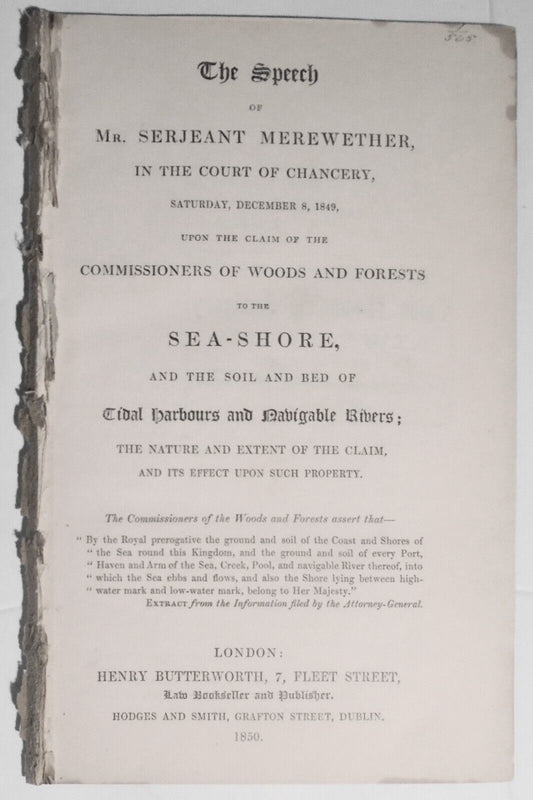 565
The Speech
OF
MR. SERJEANT MEREWETHER,
IN THE COURT OF CHANCERY,
SATURDAY, DECEMBER 8, 1849,
UPON THE CLAIM OF THE
COMMISSIONERS OF WOODS AND FORESTS
TO THE
SEA-SHORE,
AND THE SOIL AND BED OF
Tidal Harbours and Navigable Rivers;
THE NATURE AND EXTENT OF THE CLAIM,
AND ITS EFFECT UPON SUCH PROPERTY.
The Commissioners of the Woods and Forests assert that—
" By the Royal prerogative the ground and soil of the Coast and Shores of
" the Sea round this Kingdom, and the ground and soil of every Port,
" Haven and Arm of the Sea, Creek, Pool, and navigable River thereof, into
" which the Sea ebbs and flows, and also the Shore lying between high-
" water mark and low-water mark, belong to Her Majesty."
EXTRACT from the Information filed by the Attorney-General.
LONDON:
HENRY BUTTERWORTH, 7, FLEET STREET,
Law Bookseller and Publisher.
HODGES AND SMITH, GRAFTON STREET, DUBLIN.
1850.